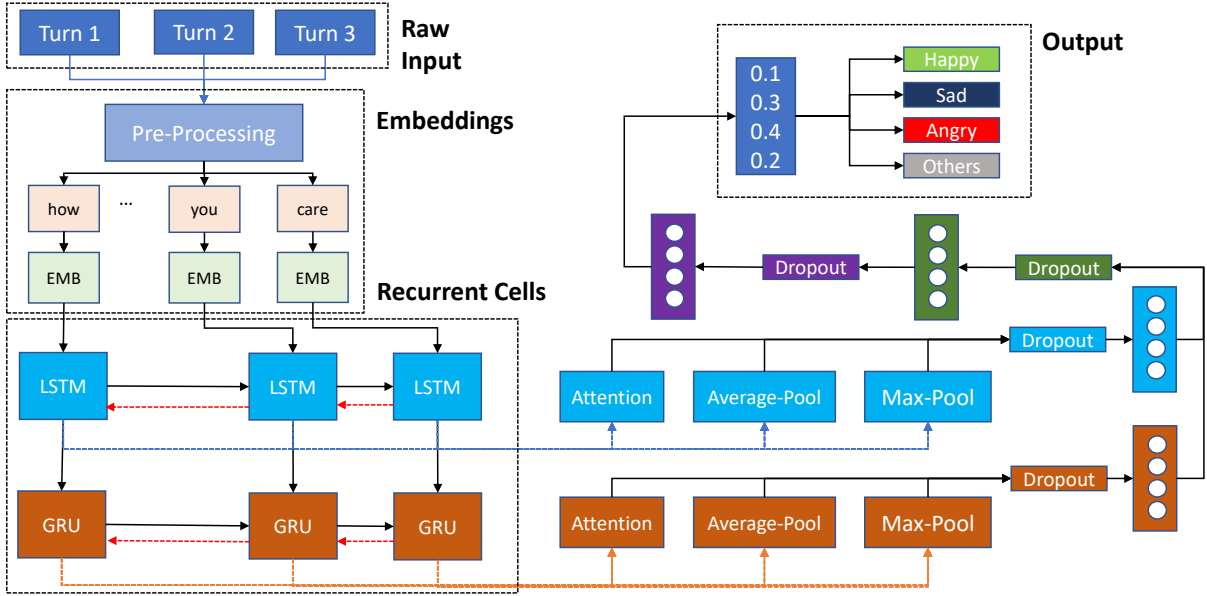 Turn 1
Turn 2
Turn 3
Raw
Input
Pre-Processing
Embeddings
how
...
you
care
EMB
EMB
EMB
Recurrent Cells
LSTM
LSTM
LSTM
GRU
GRU
GRU
Attention
Average-Pool
Max-Pool
Dropout
Attention
Average-Pool
Max-Pool
Dropout
Dropout
Dropout
Output
0.1
0.3
0.4
0.2
Happy
Sad
Angry
Others